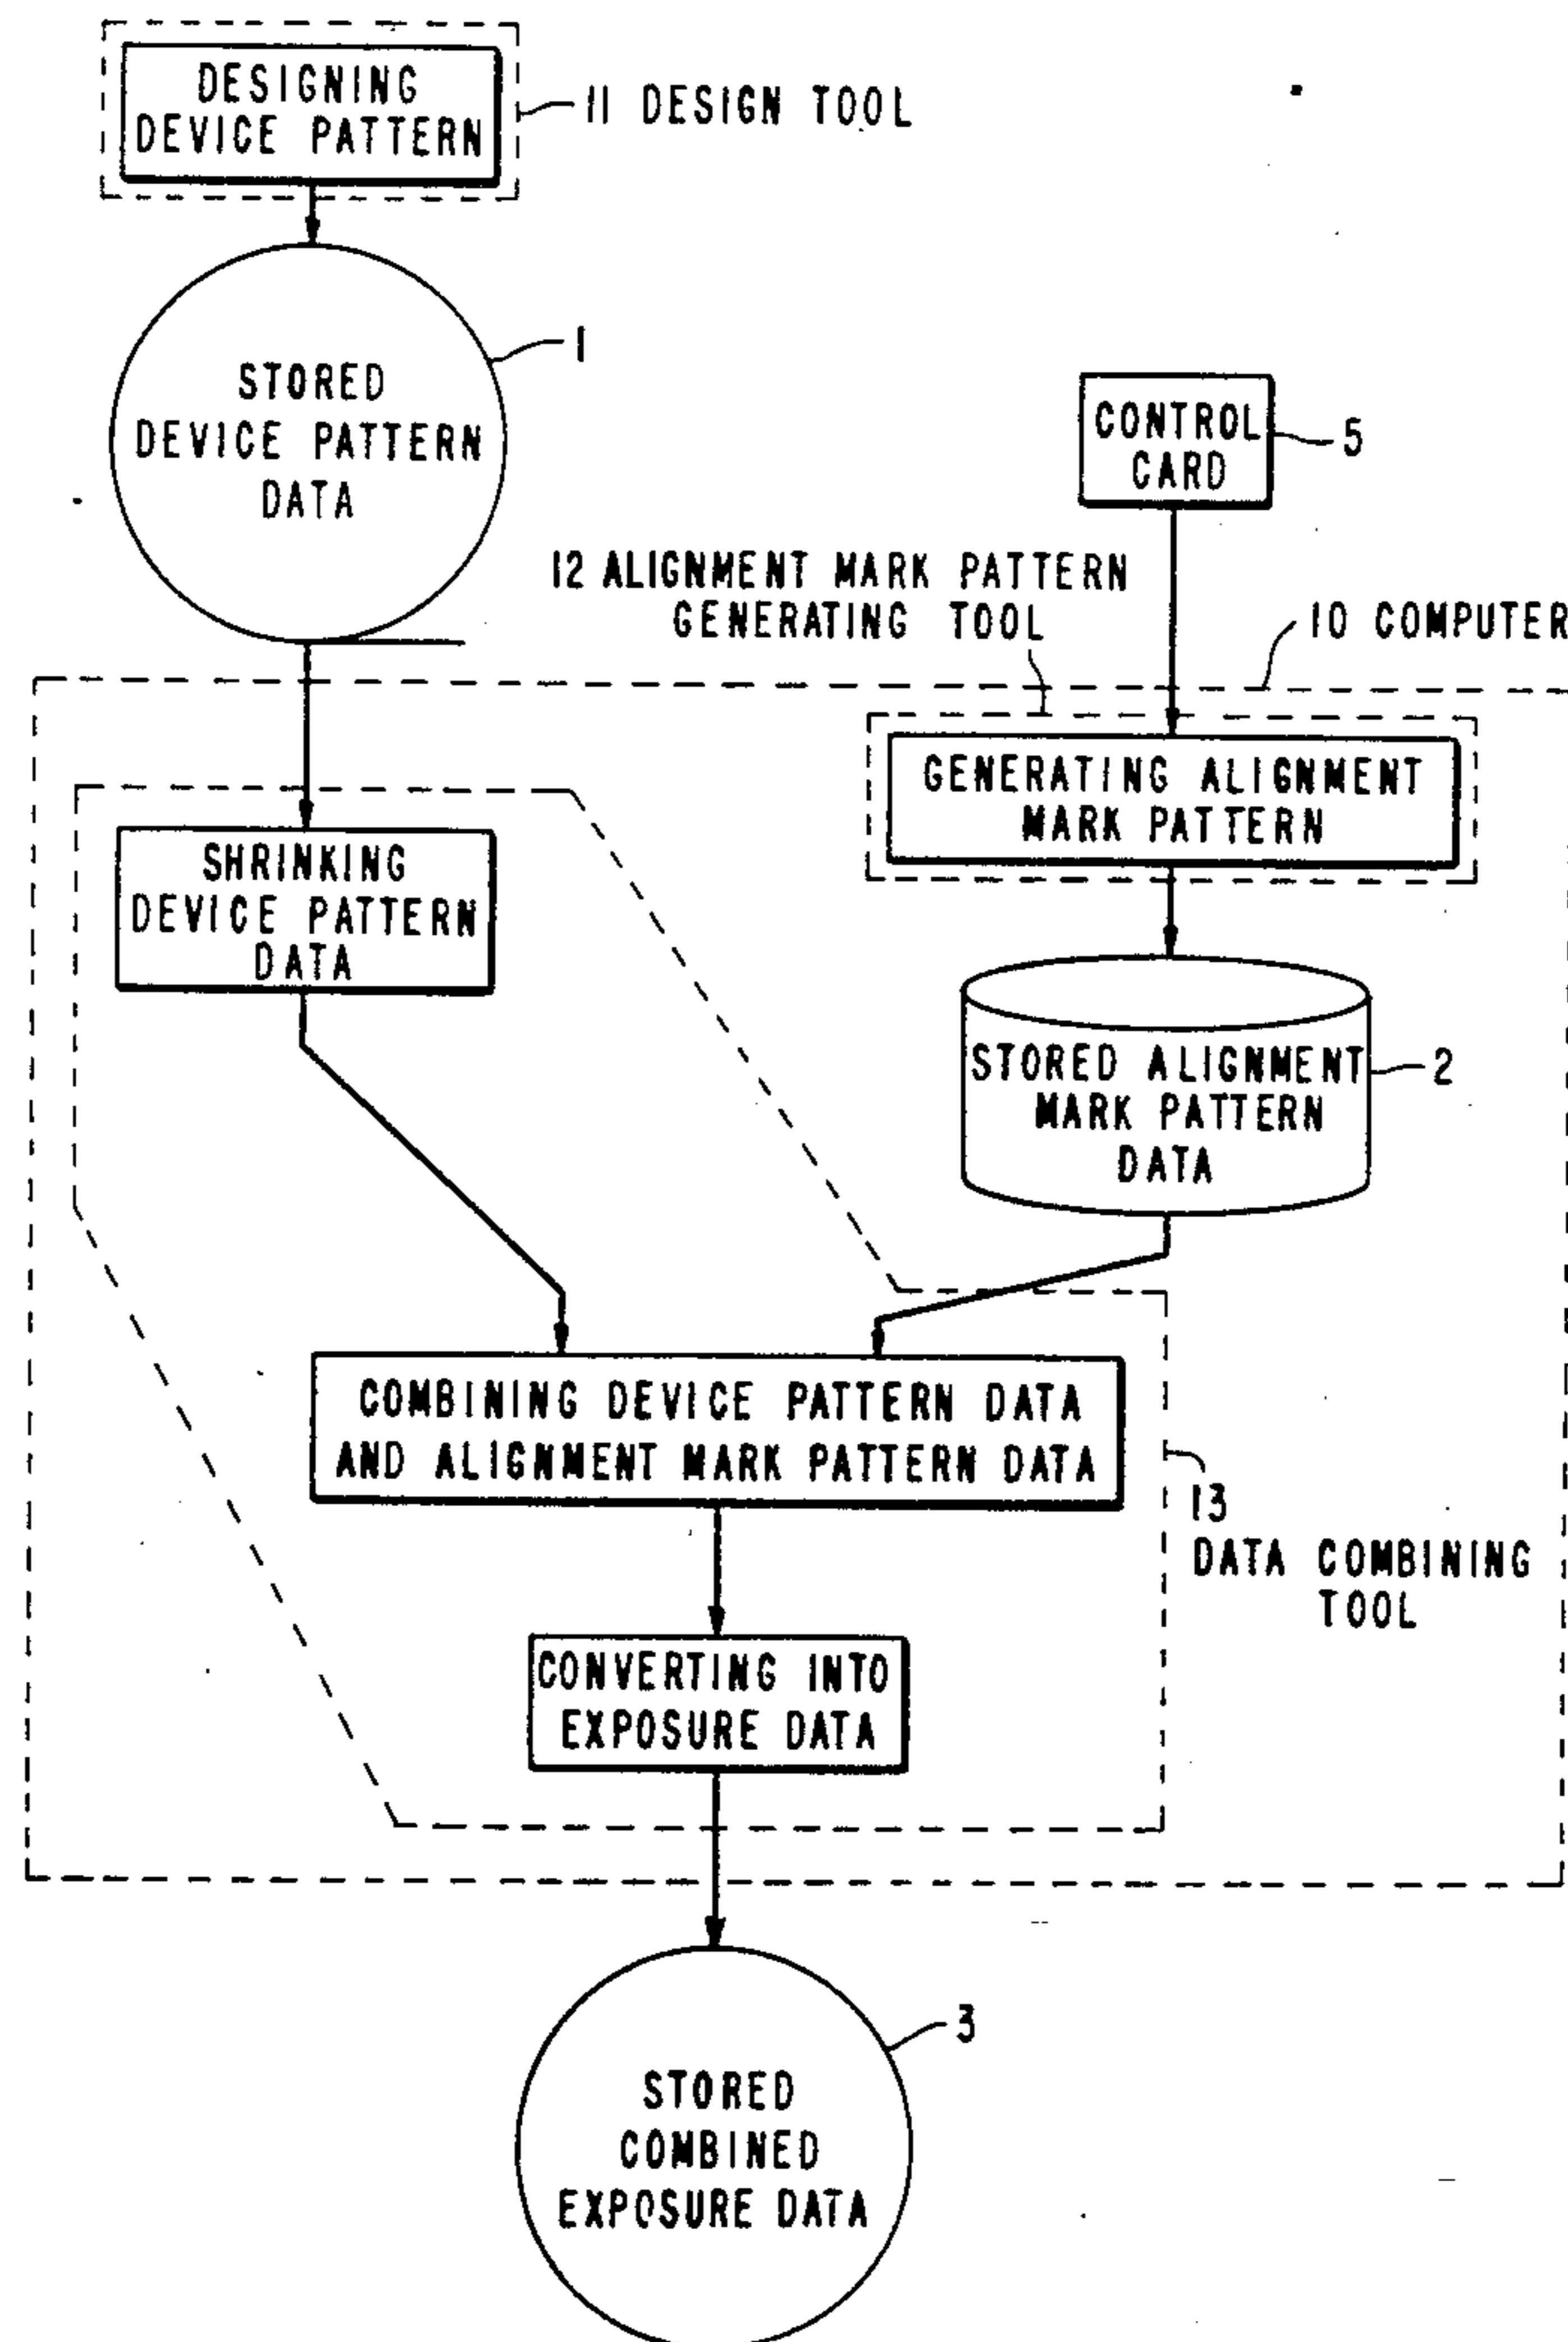 DESIGNING
DEVICE PATTERN
11 DESIGN TOOL
STORED
DEVICE PATTERN
DATA
1
CONTROL
CARD
5
12 ALIGNMENT MARK PATTERN
GENERATING TOOL
10 COMPUTER
GENERATING ALIGNMENT
MARK PATTERN
SHRINKING
DEVICE PATTERN
DATA
STORED ALIGNMENT
MARK PATTERN
DATA
2
COMBINING DEVICE PATTERN DATA
AND ALIGNMENT MARK PATTERN DATA
13
DATA COMBINING
TOOL
CONVERTING INTO
EXPOSURE DATA
3
STORED
COMBINED
EXPOSURE DATA